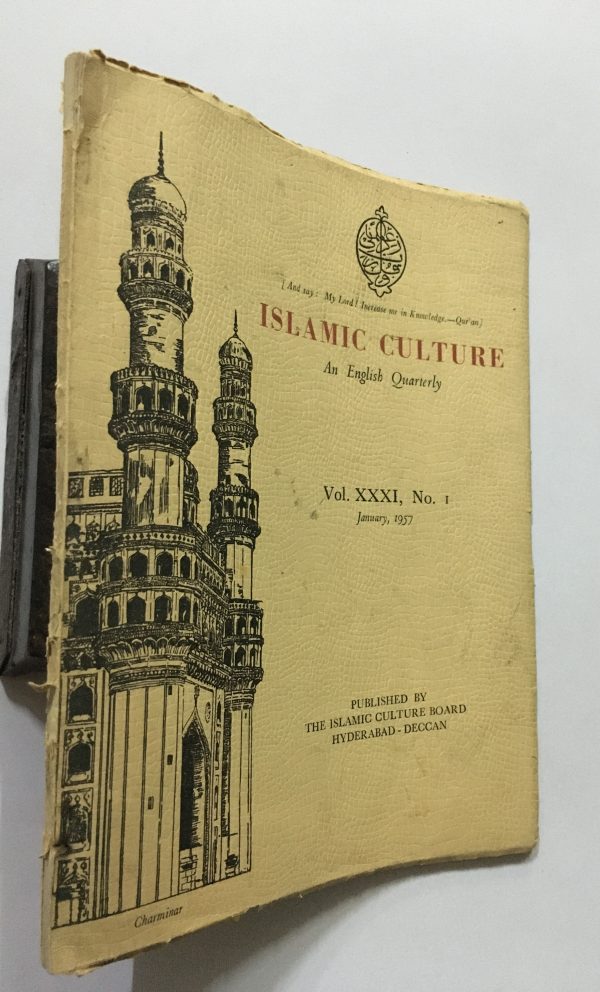 [ And say : My Lord ! Increase me in Knowledge.—Qur'an]
ISLAMIC CULTURE
An English Quarterly
Vol. XXXI, No. 1
January, 1957
PUBLISHED BY
THE ISLAMIC CULTURE BOARD
HYDERABAD - DECCAN
Charminar